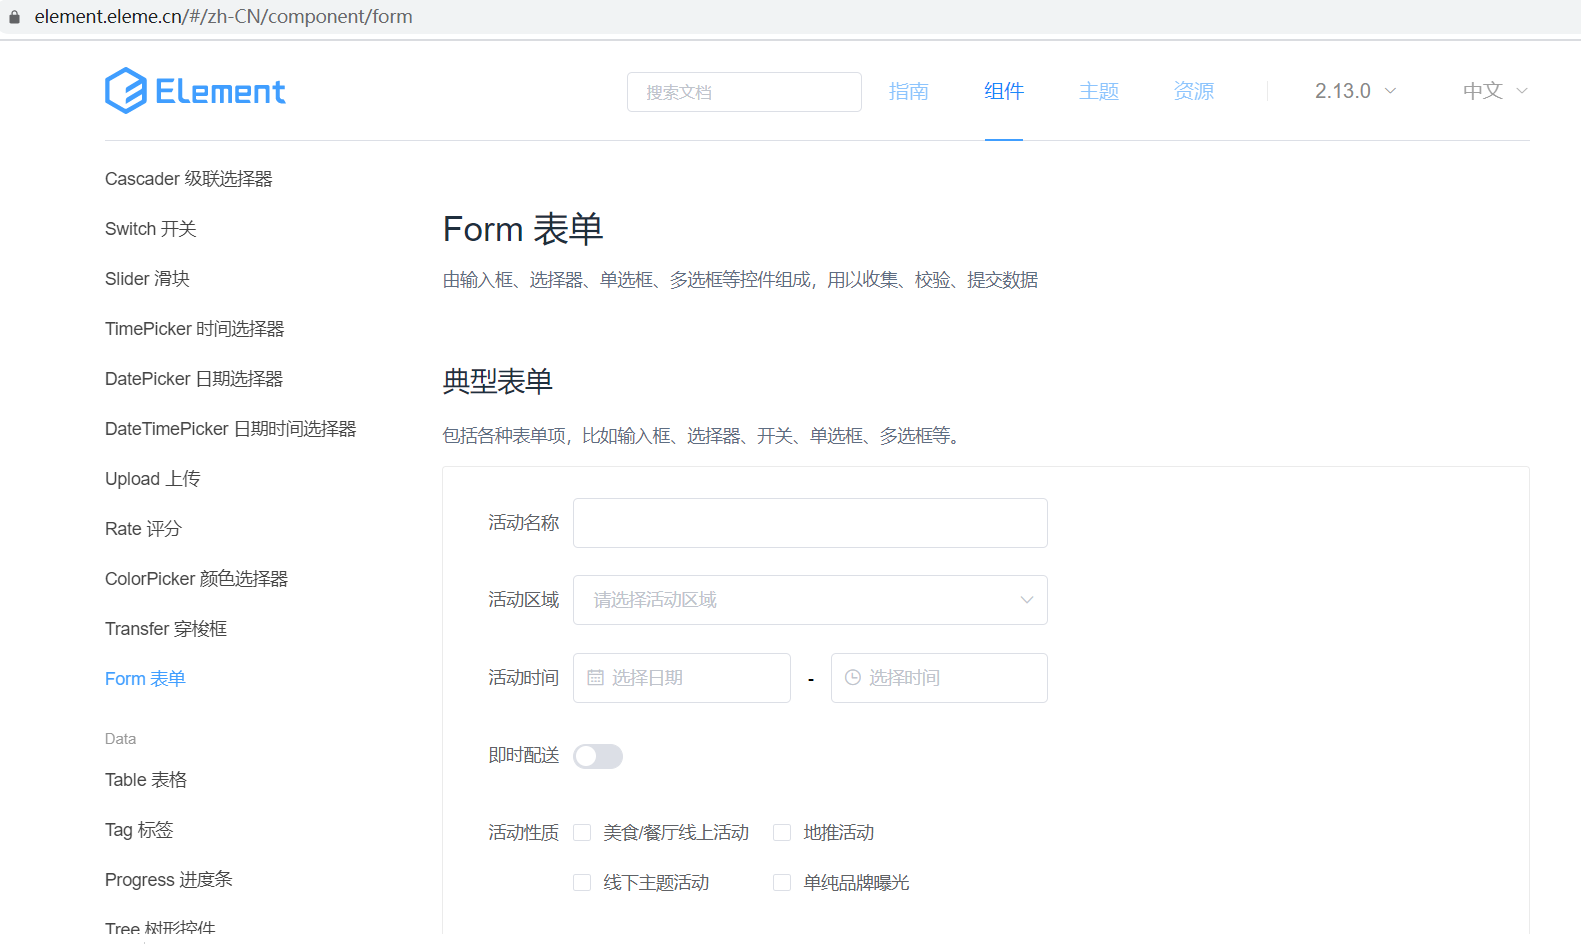 element.eleme.cn/#/zh-CN/component/form
Element
搜索文档
指南
组件
主题
资源
2.13.0
中文
Cascader 级联选择器
Switch 开关
Slider 滑块
TimePicker 时间选择器
DatePicker 日期选择器
DateTimePicker 日期时间选择器
Upload 上传
Rate 评分
ColorPicker 颜色选择器
Transfer 穿梭框
Form 表单
Data
Table 表格
Tag 标签
Progress 进度条
Tree 树形控件
Form 表单
由输入框、选择器、单选框、多选框等控件组成，用以收集、校验、提交数据
典型表单
包括各种表单项，比如输入框、选择器、开关、单选框、多选框等。
活动名称
活动区域 请选择活动区域
活动时间 选择日期 - 选择时间
即时配送
活动性质 美食/餐厅线上活动 地推活动
线下主题活动 单纯品牌曝光